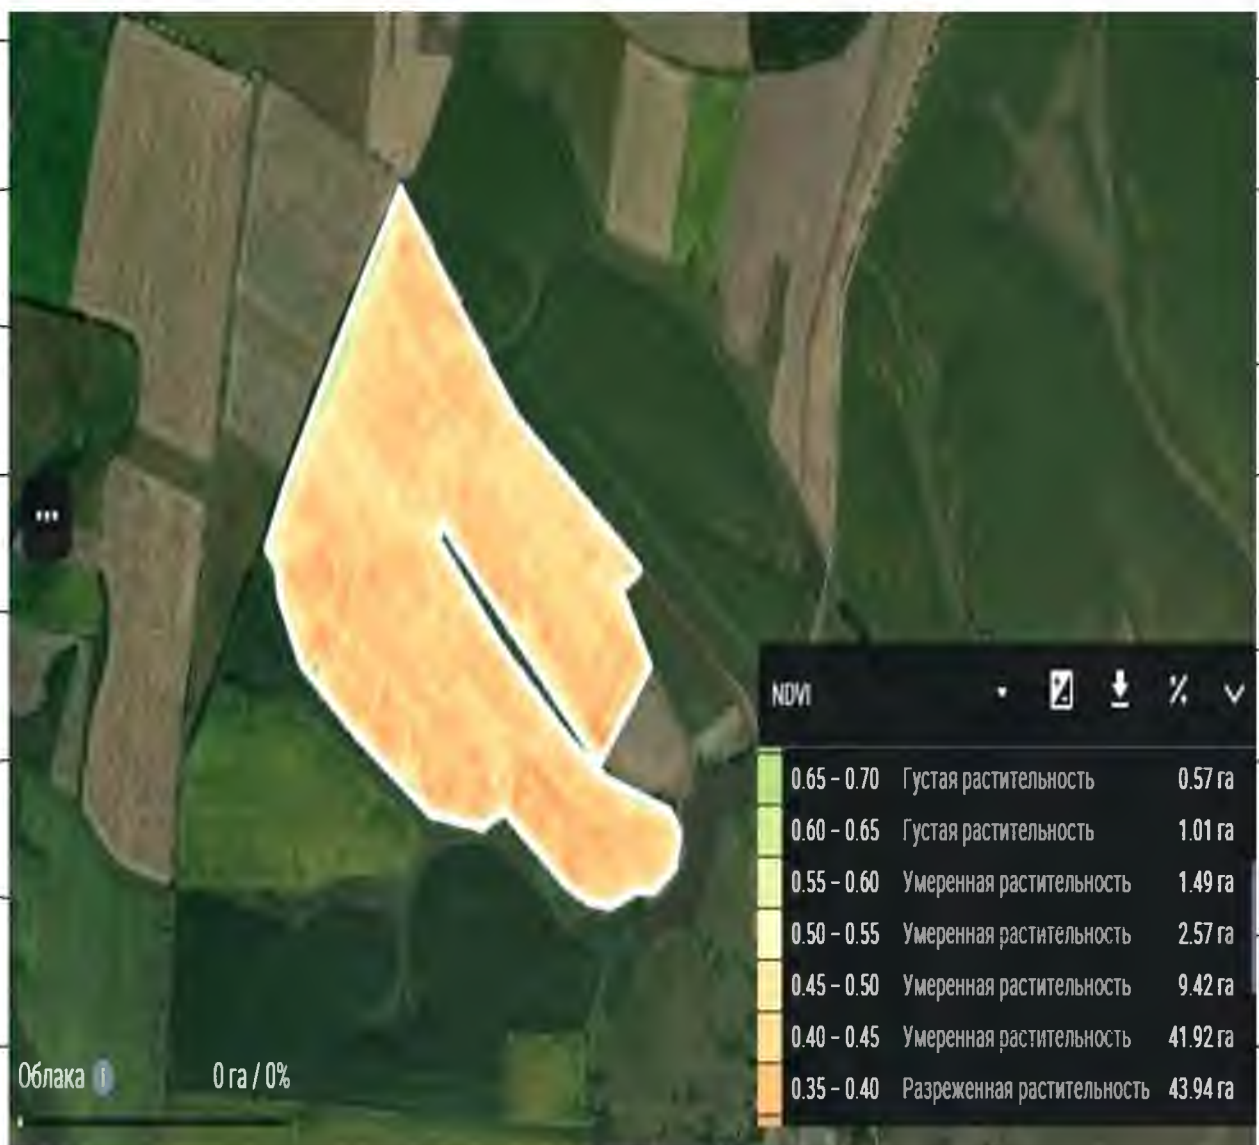 NDVI
0.65 – 0.70 Густая растительность 0.57 га
0.60 – 0.65 Густая растительность 1.01 га
0.55 – 0.60 Умеренная растительность 1.49 га
0.50 – 0.55 Умеренная растительность 2.57 га
0.45 – 0.50 Умеренная растительность 9.42 га
0.40 – 0.45 Умеренная растительность 41.92 га
0.35 – 0.40 Разреженная растительность 43.94 га
Облака i 0 га / 0%